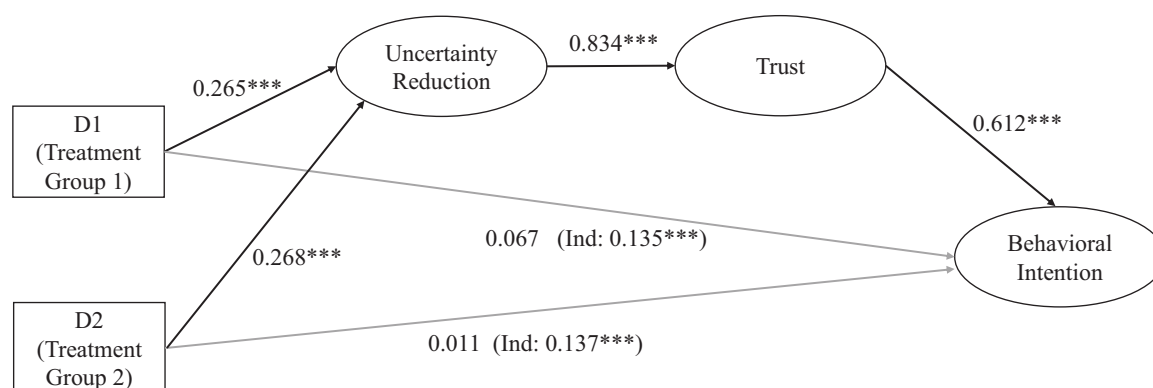 Uncertainty
Reduction
0.834***
Trust
0.265***
D1
(Treatment
Group 1)
0.612***
0.067 (Ind: 0.135***)
Behavioral
Intention
0.268***
D2
(Treatment
Group 2)
0.011 (Ind: 0.137***)